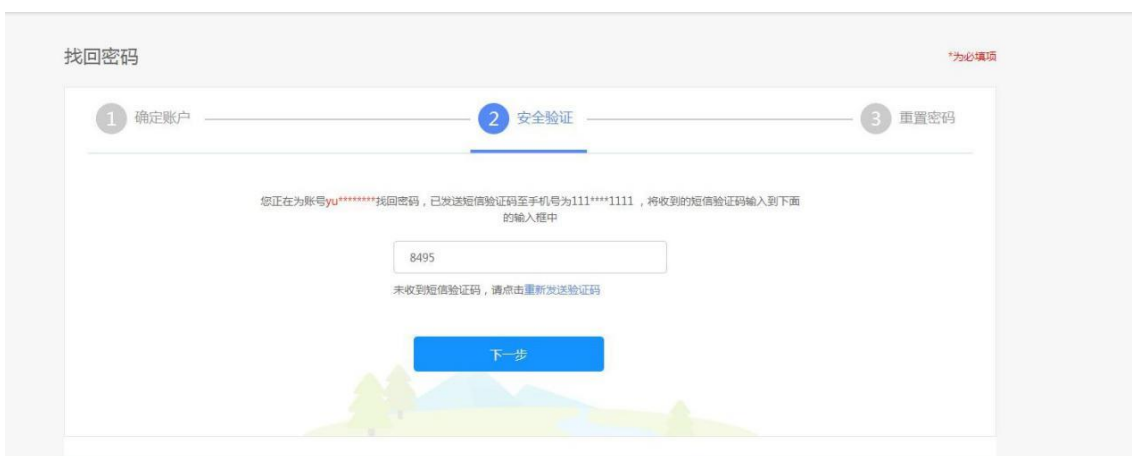 找回密码
*为必填项
1 确定账户
2 安全验证
3 重置密码
您正在为账号yu********找回密码，已发送短信验证码至手机号为111****1111，将收到的短信验证码输入到下面
的输入框中
8495
未收到短信验证码，请点击重新发送验证码
下一步